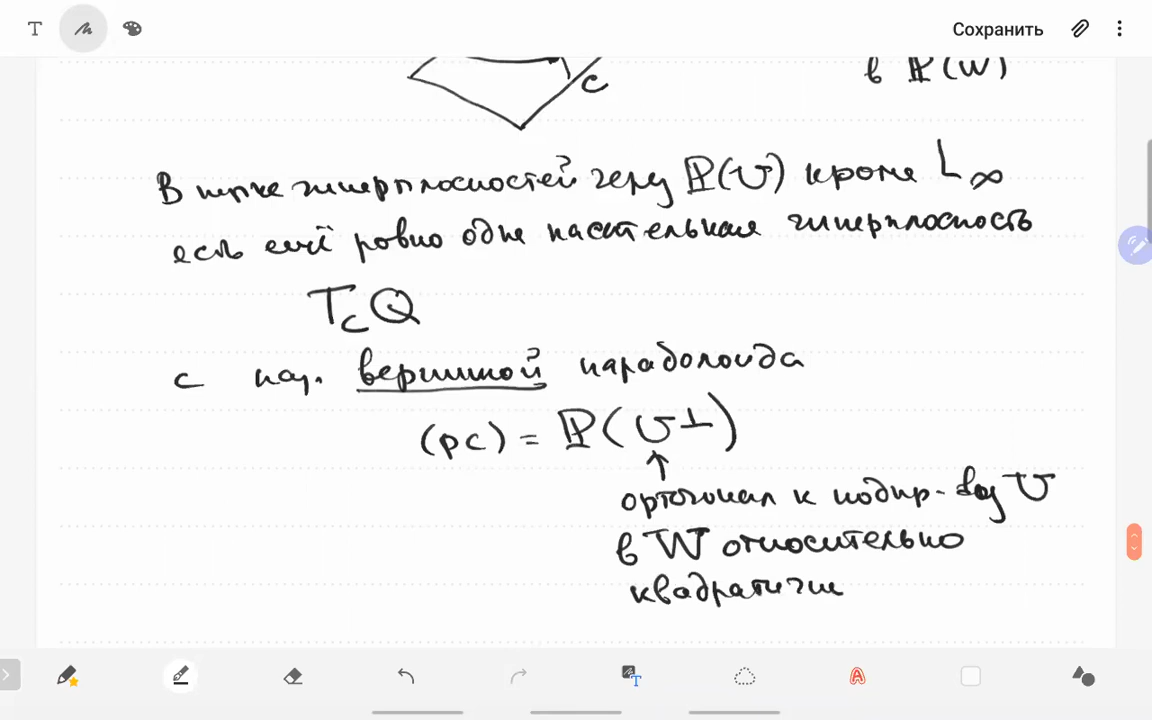 Сохранить
c
в ℙ(W)
В пучке гиперплоскостей через ℙ(U) кроме L∞
есть ещё ровно одна касательная гиперплоскость
T_c Q
c наз. вершиной параболоида
(pc) = ℙ(U⊥)
↑
ортогонал к подпр-ву U
в W относительно
квадратичн